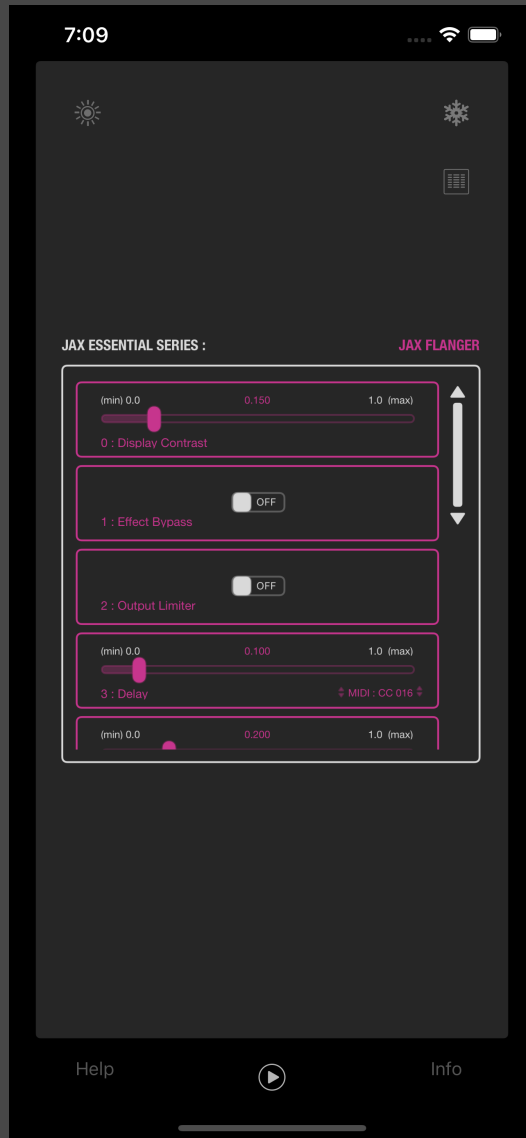 7:09
JAX ESSENTIAL SERIES : JAX FLANGER
(min) 0.0 0.150 1.0 (max)
0 : Display Contrast
OFF
1 : Effect Bypass
OFF
2 : Output Limiter
(min) 0.0 0.100 1.0 (max)
3 : Delay MIDI : CC 016
(min) 0.0 0.200 1.0 (max)
Help Info